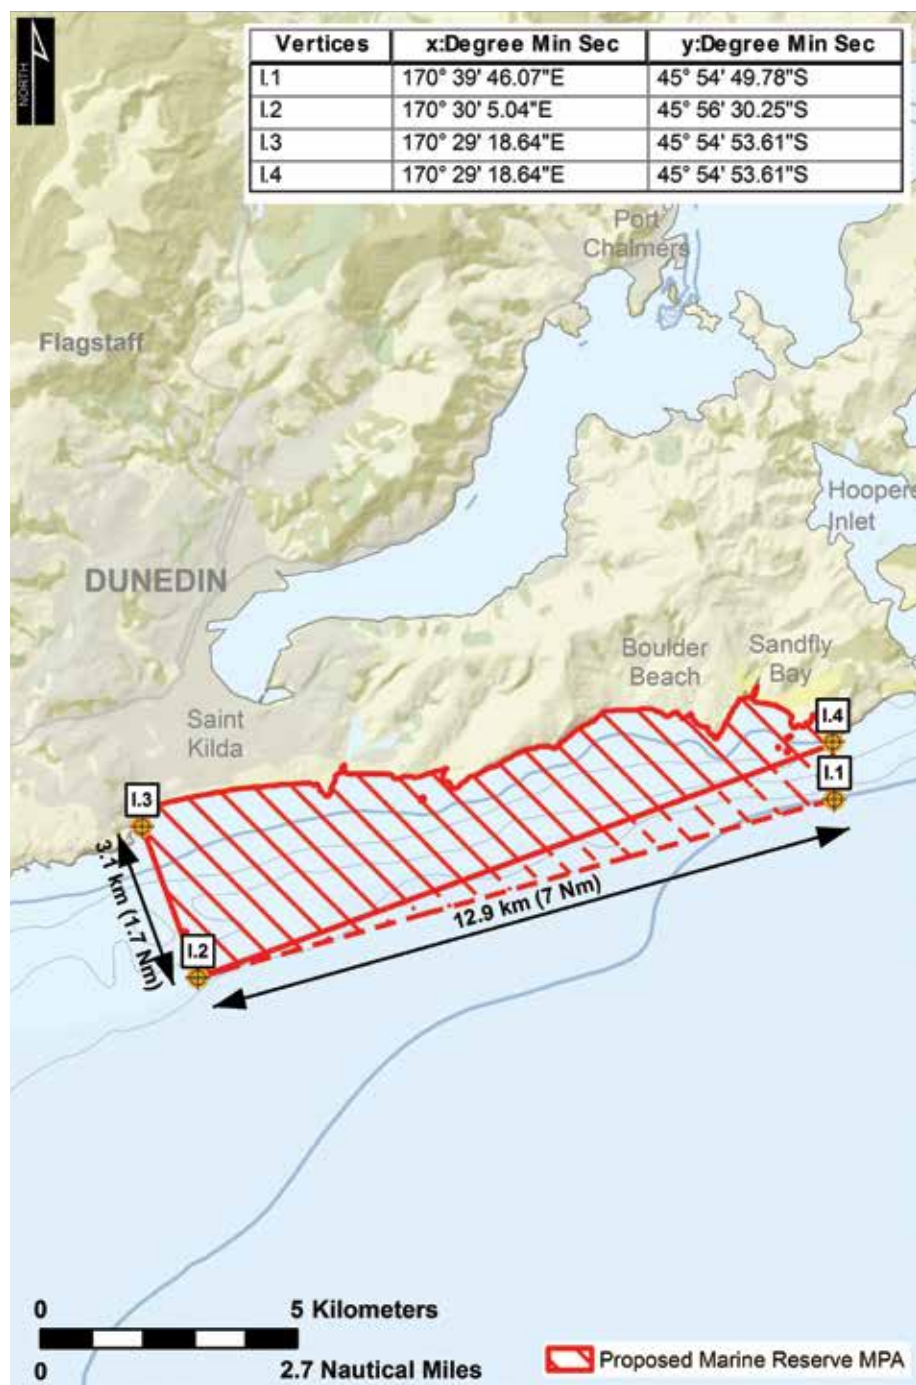 NORTH
Vertices x:Degree Min Sec y:Degree Min Sec
I.1 170° 39' 46.07"E 45° 54' 49.78"S
I.2 170° 30' 5.04"E 45° 56' 30.25"S
I.3 170° 29' 18.64"E 45° 54' 53.61"S
I.4 170° 29' 18.64"E 45° 54' 53.61"S
Port
Chalmers
Flagstaff
Hoopers
Inlet
DUNEDIN
Boulder
Beach
Sandfly
Bay
Saint
Kilda
I.4
I.1
I.3
3.1 km (1.7 Nm)
12.9 km (7 Nm)
I.2
0 5 Kilometers
0 2.7 Nautical Miles
Proposed Marine Reserve MPA